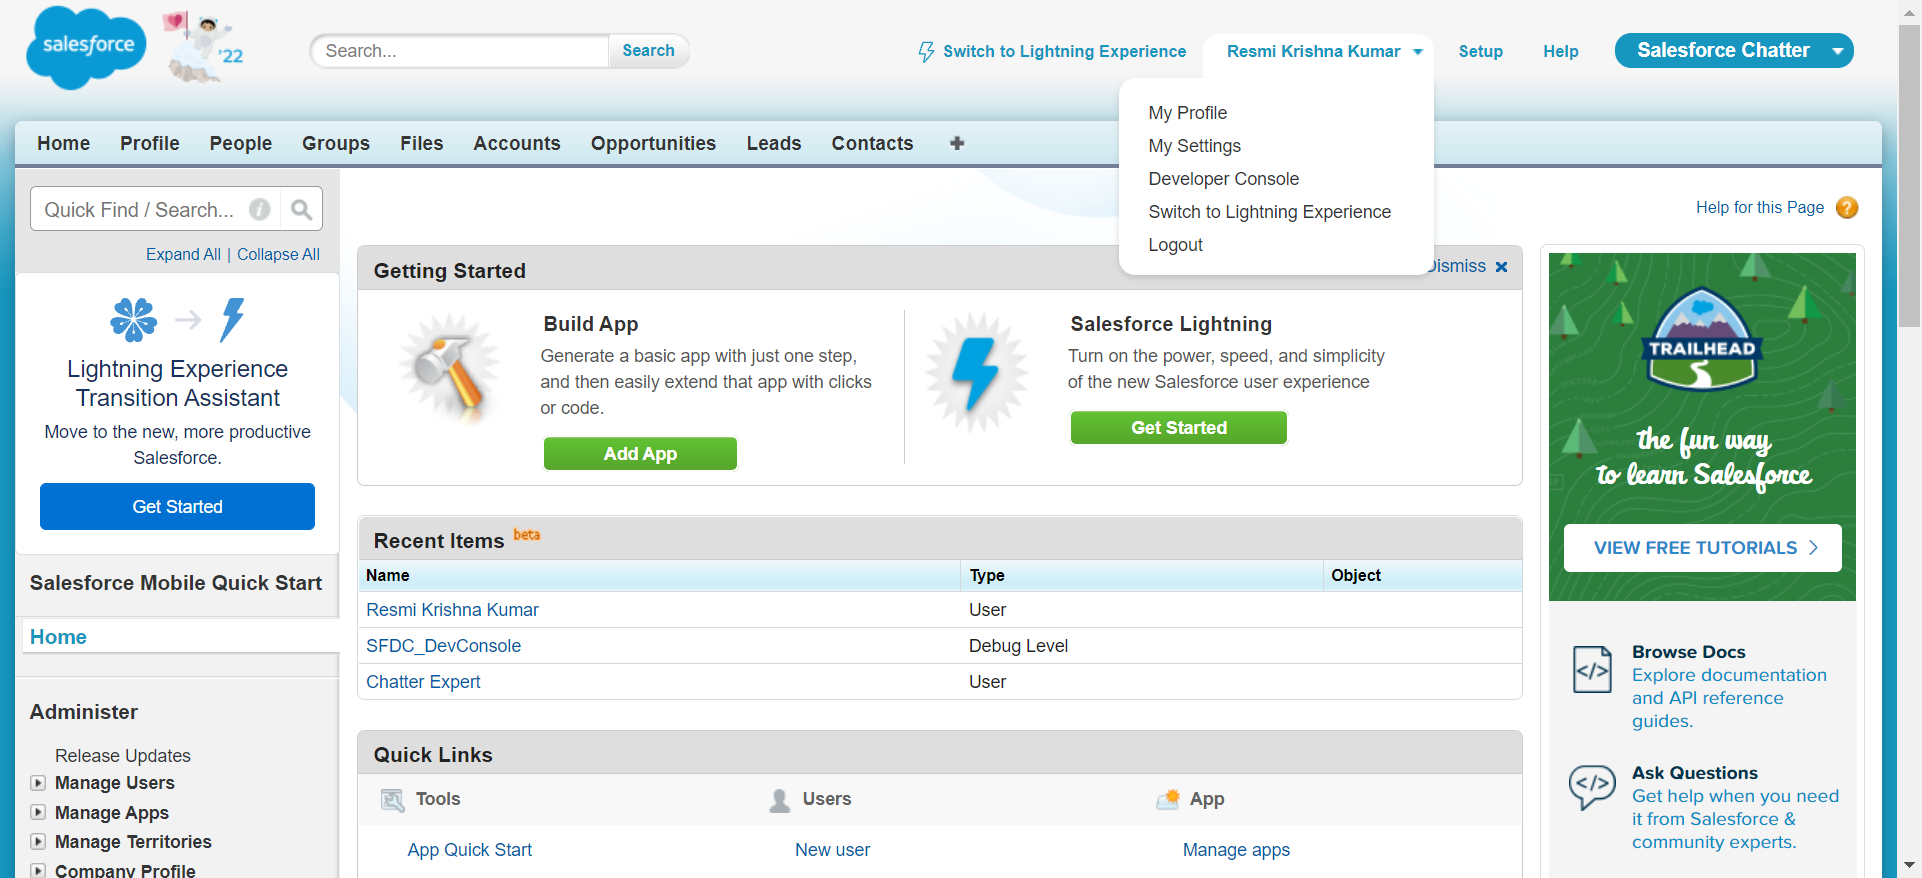 salesforce
'22
Search...
Search
Switch to Lightning Experience
Resmi Krishna Kumar
Setup
Help
Salesforce Chatter
My Profile
My Settings
Developer Console
Switch to Lightning Experience
Logout
Home Profile People Groups Files Accounts Opportunities Leads Contacts
Quick Find / Search...
Expand All | Collapse All
Lightning Experience
Transition Assistant
Move to the new, more productive
Salesforce.
Get Started
Salesforce Mobile Quick Start
Home
Administer
Release Updates
Manage Users
Manage Apps
Manage Territories
Company Profile
Help for this Page
Getting Started
Dismiss
Build App
Generate a basic app with just one step,
and then easily extend that app with clicks
or code.
Add App
Salesforce Lightning
Turn on the power, speed, and simplicity
of the new Salesforce user experience
Get Started
Recent Items beta
Name Type Object
Resmi Krishna Kumar User
SFDC_DevConsole Debug Level
Chatter Expert User
Quick Links
Tools Users App
App Quick Start New user Manage apps
TRAILHEAD
the fun way
to learn Salesforce
VIEW FREE TUTORIALS
Browse Docs
Explore documentation
and API reference
guides.
Ask Questions
Get help when you need
it from Salesforce &
community experts.